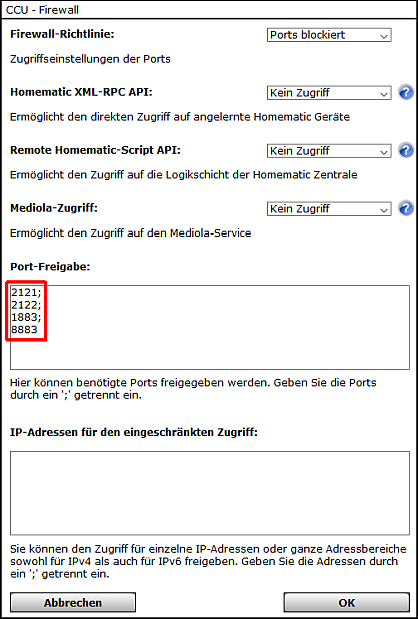 CCU - Firewall
Firewall-Richtlinie: Ports blockiert
Zugriffseinstellungen der Ports
Homematic XML-RPC API: Kein Zugriff ?
Ermöglicht den direkten Zugriff auf angelernte Homematic Geräte
Remote Homematic-Script API: Kein Zugriff ?
Ermöglicht den Zugriff auf die Logikschicht der Homematic Zentrale
Mediola-Zugriff: Kein Zugriff ?
Ermöglicht den Zugriff auf den Mediola-Service
Port-Freigabe:
2121;
2122;
1883;
8883
Hier können benötigte Ports freigegeben werden. Geben Sie die Ports
durch ein ';' getrennt ein.
IP-Adressen für den eingeschränkten Zugriff:
Sie können den Zugriff für einzelne IP-Adressen oder ganze Adressbereiche
sowohl für IPv4 als auch für IPv6 freigeben. Geben Sie die Adressen durch
ein ';' getrennt ein.
Abbrechen OK